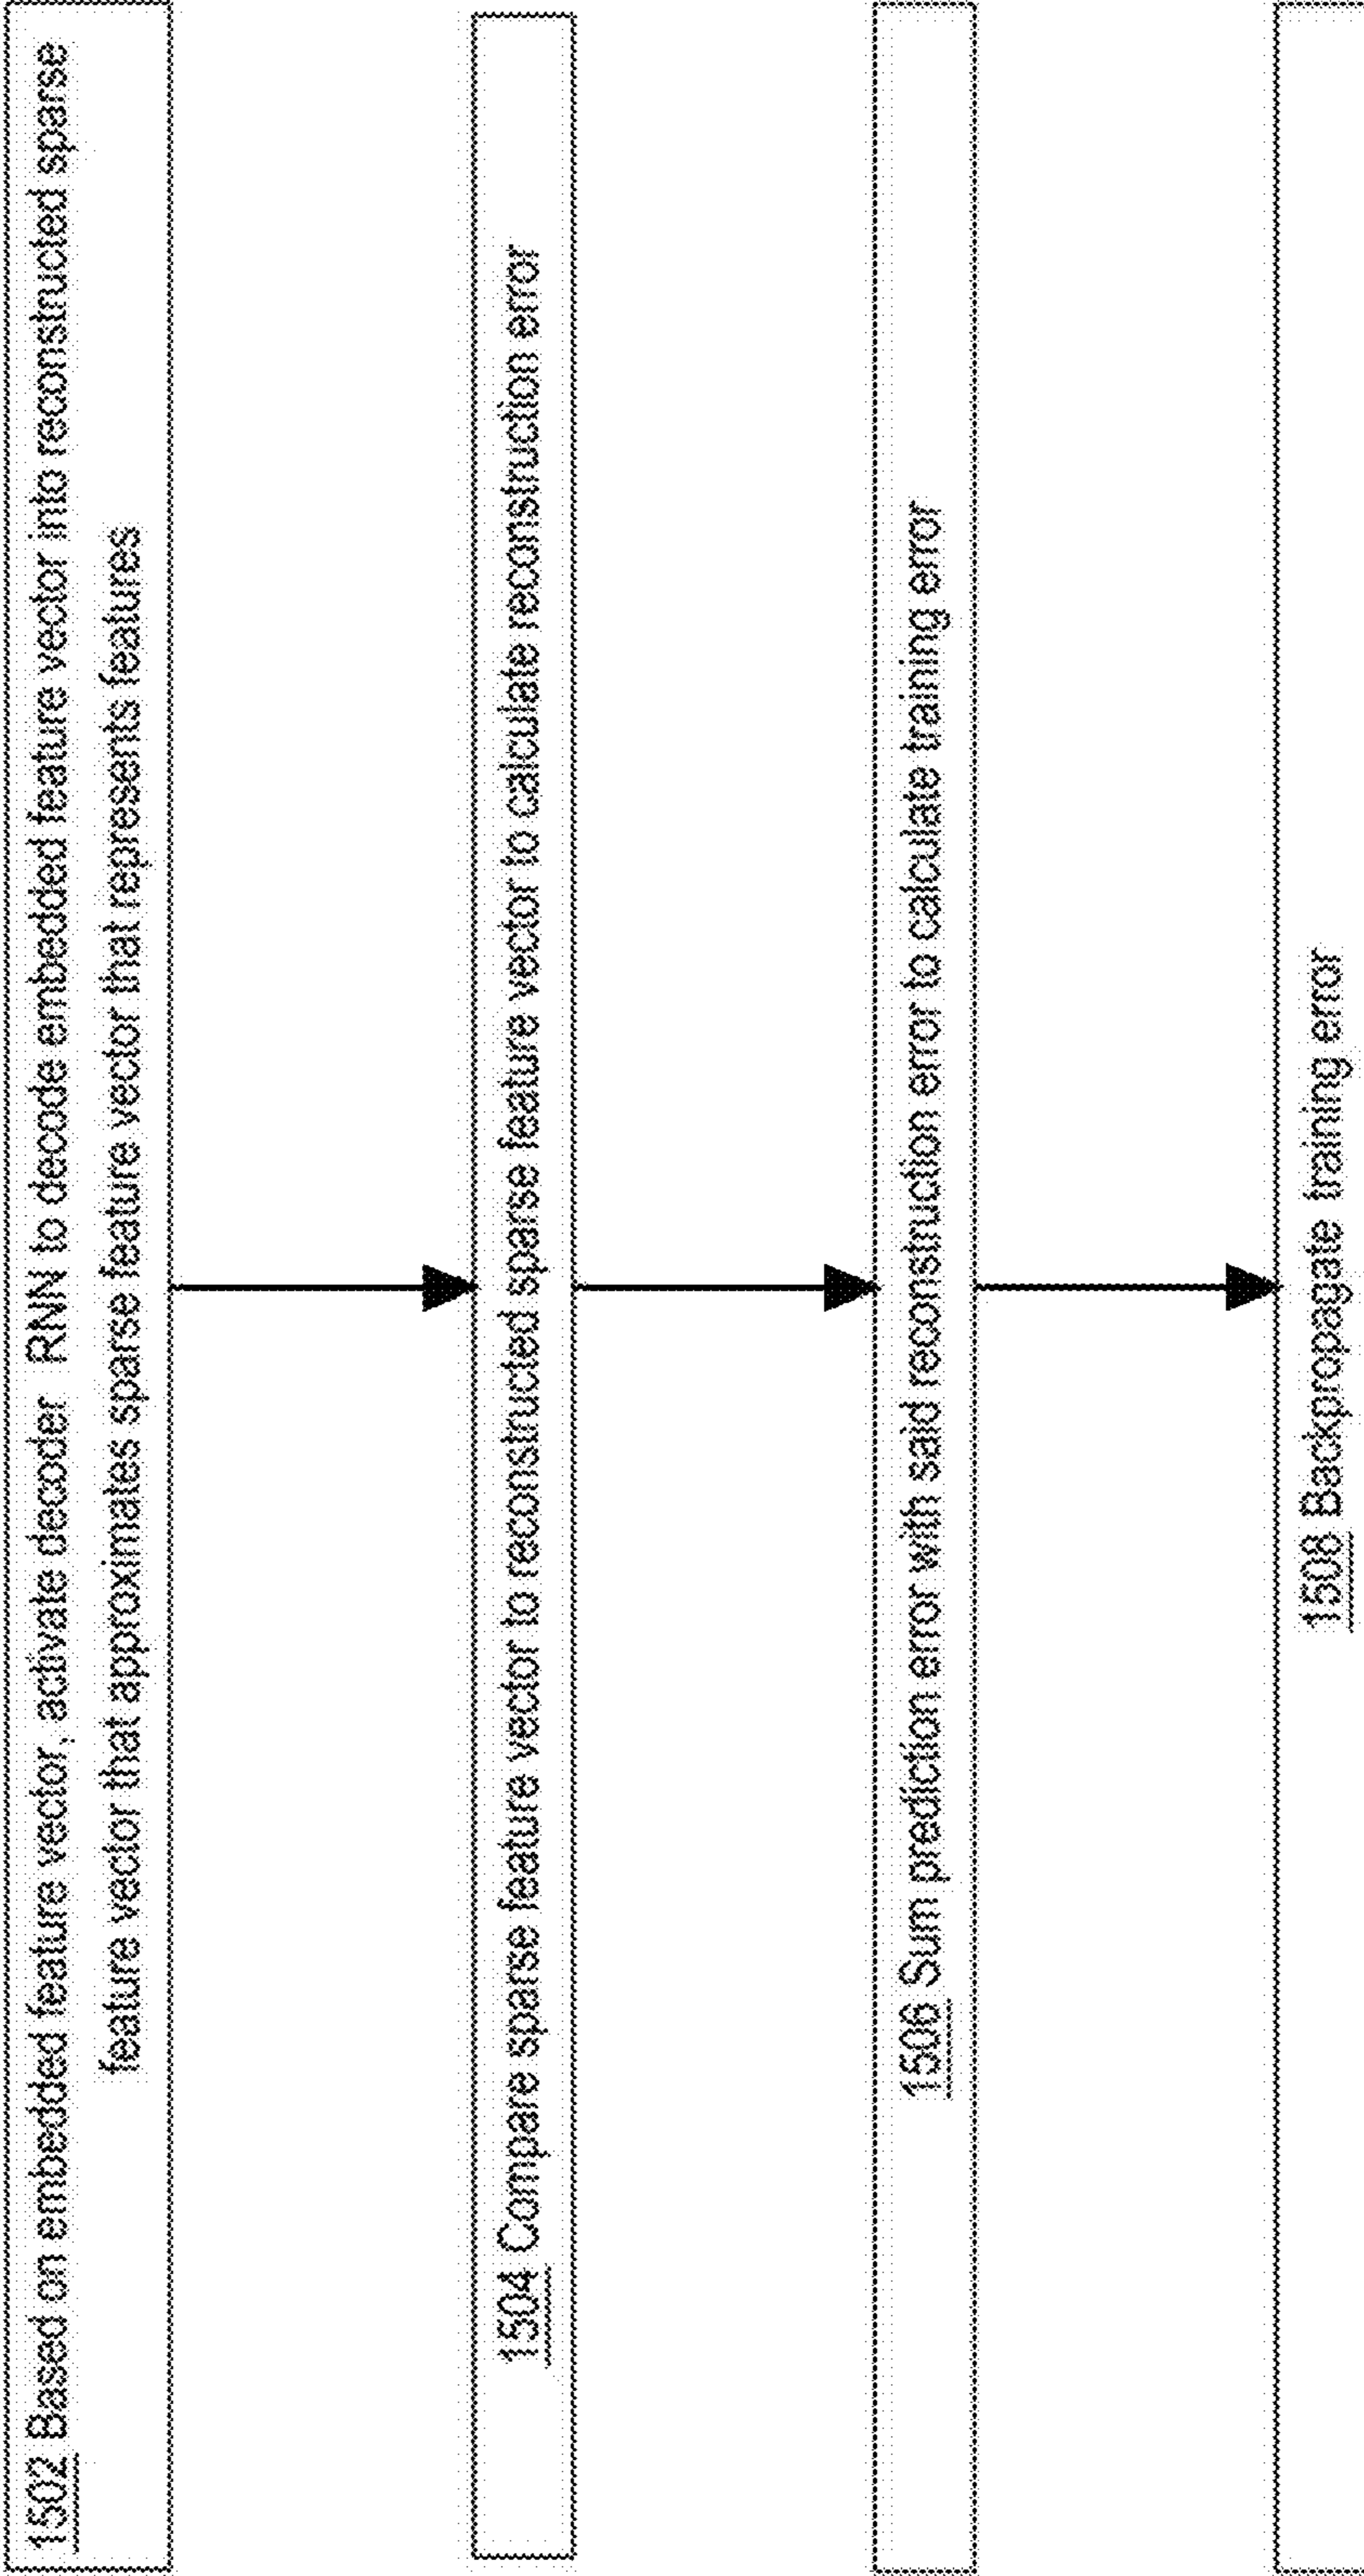 1502 Based on embedded feature vector, activate decoder RNN to decode embedded feature vector into reconstructed sparse
feature vector that approximates sparse feature vector that represents features
1504 Compare sparse feature vector to reconstructed sparse feature vector to calculate reconstruction error
1506 Sum prediction error with said reconstruction error to calculate training error
1508 Backpropagate training error